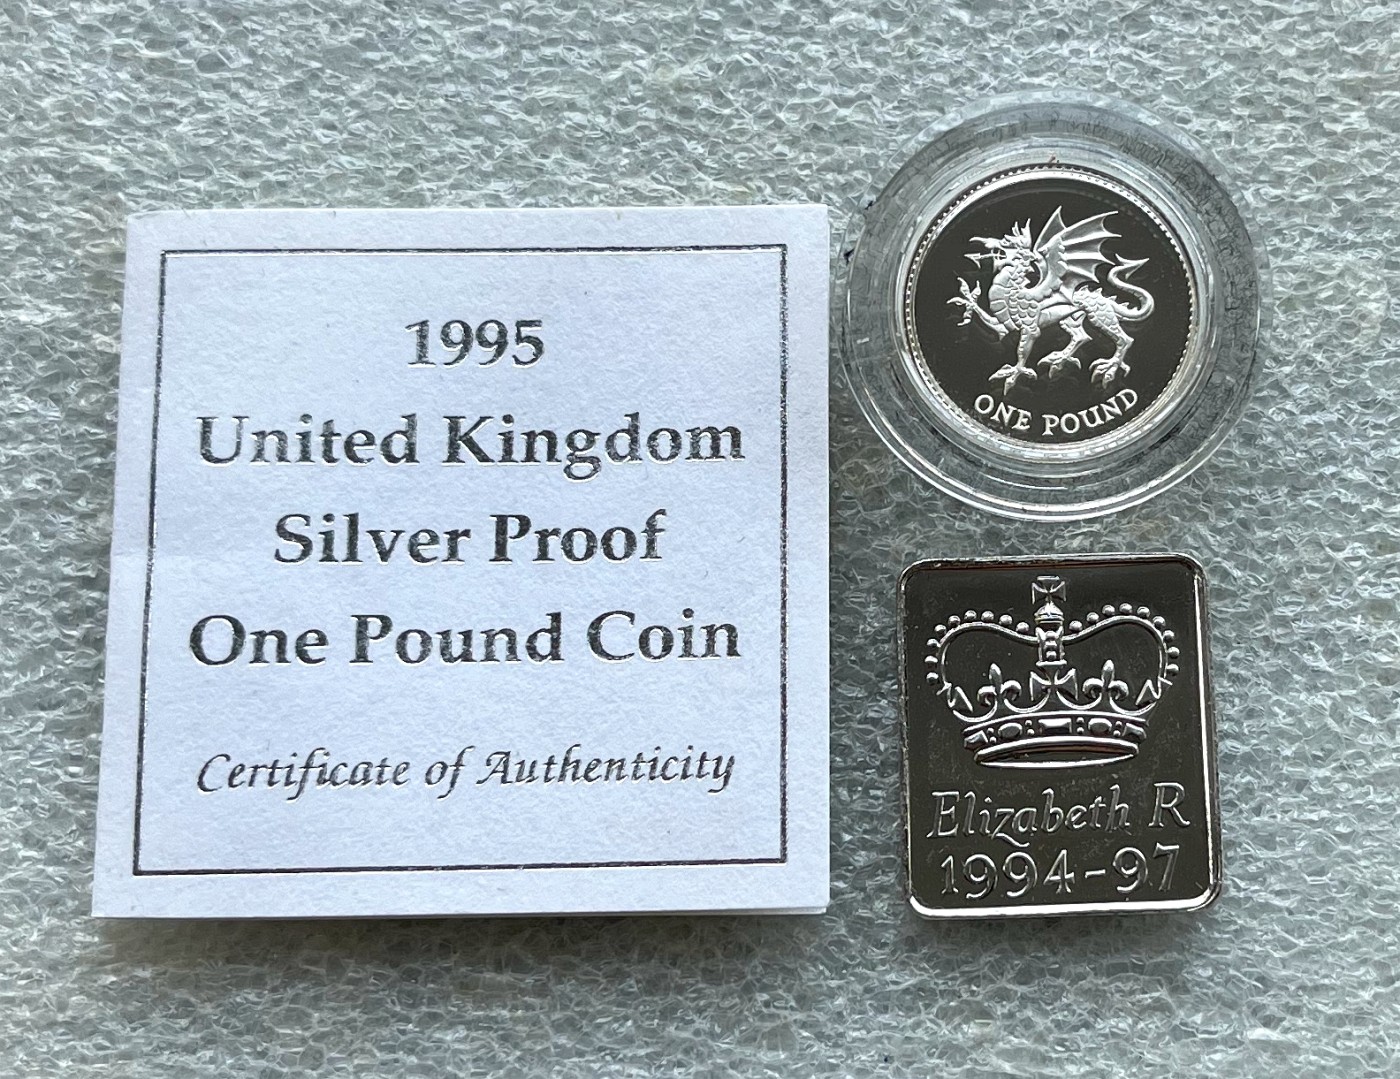 1995
United Kingdom
Silver Proof
One Pound Coin
Certificate of Authenticity
ONE POUND
Elizabeth R
1994-97